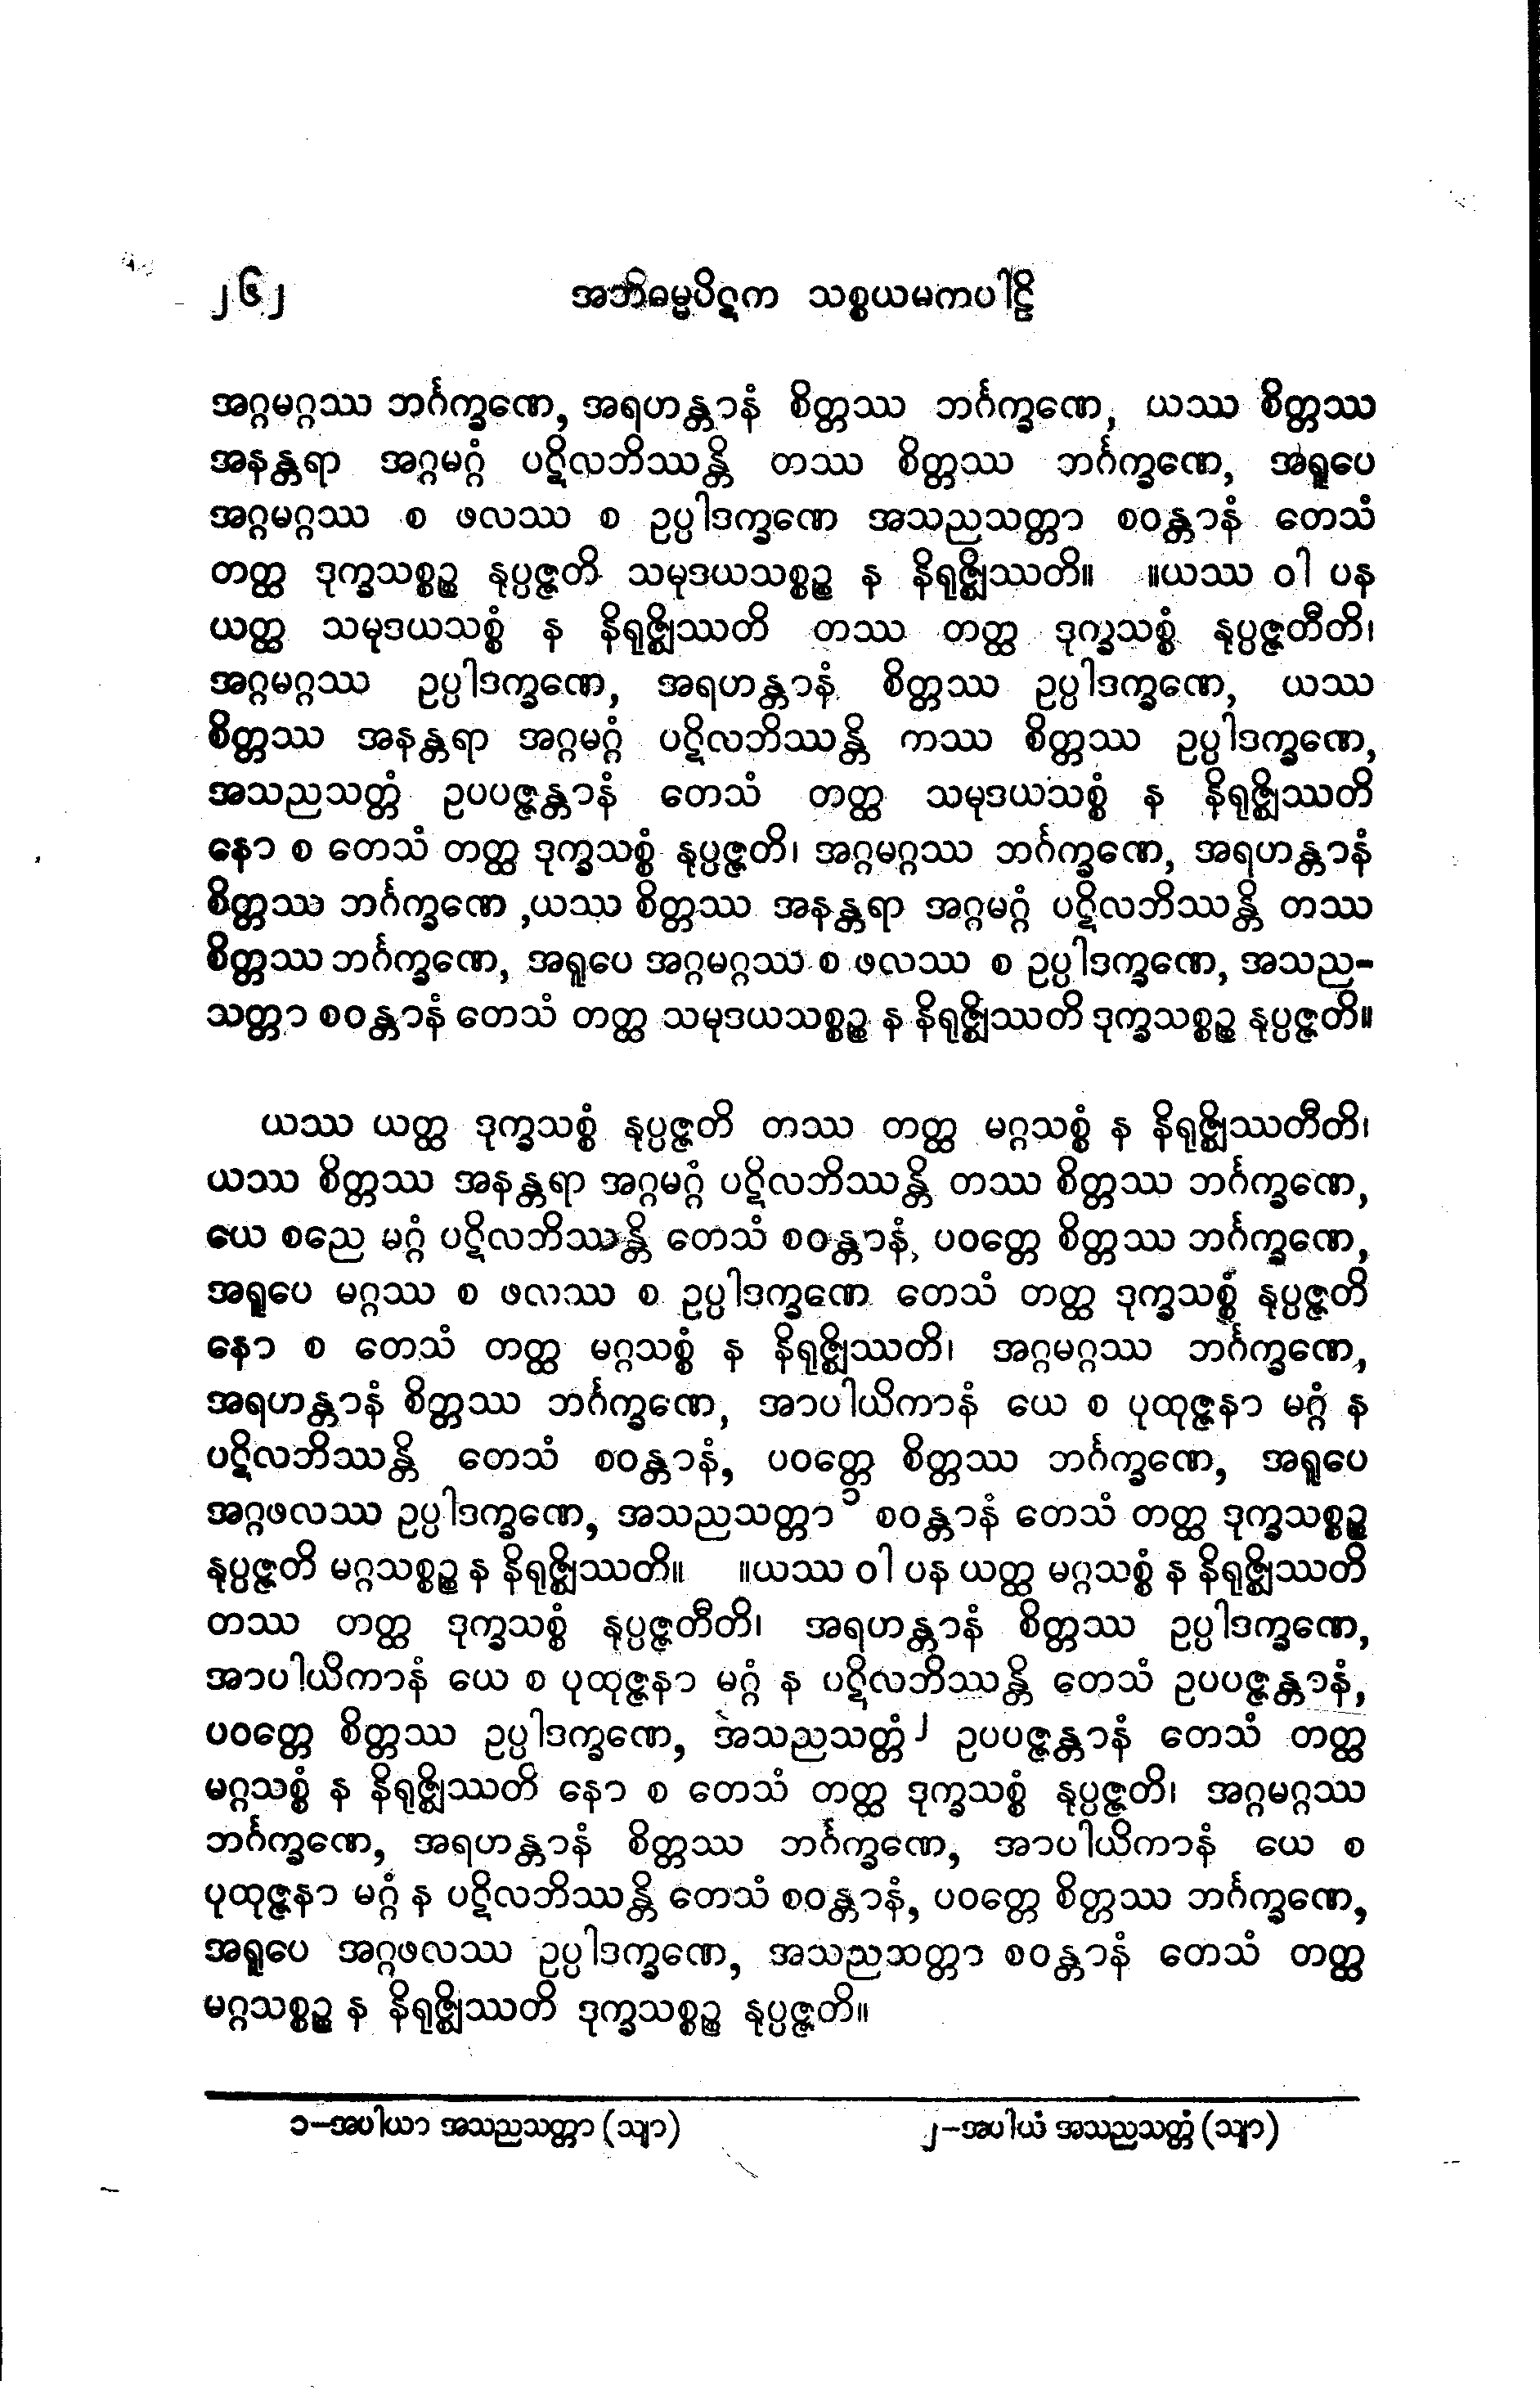 ၂၆၂ အဘိဓမ္မပိဋက သစ္စယမကပါဠိ
အဂ္ဂမဂ္ဂဿ ဘင်္ဂက္ခဏေ, အရဟန္တာနံ စိတ္တဿ ဘင်္ဂက္ခဏေ, ယဿ စိတ္တဿ
အနန္တရာ အဂ္ဂမဂ္ဂံ ပဋိလဘိဿန္တိ တဿ စိတ္တဿ ဘင်္ဂက္ခဏေ, အရူပေ
အဂ္ဂမဂ္ဂဿ စ ဖလဿ စ ဥပ္ပါဒက္ခဏေ အသညသတ္တာ စဝန္တာနံ တေသံ
တတ္ထ ဒုက္ခသစ္စဉ္စ နုပ္ပဇ္ဇတိ သမုဒယသစ္စဉ္စ န နိရုဇ္ဈိဿတိ။ ။ယဿ ဝါ ပန
ယတ္ထ သမုဒယသစ္စံ န နိရုဇ္ဈိဿတိ တဿ တတ္ထ ဒုက္ခသစ္စံ နုပ္ပဇ္ဇတီတိ၊
အဂ္ဂမဂ္ဂဿ ဥပ္ပါဒက္ခဏေ, အရဟန္တာနံ စိတ္တဿ ဥပ္ပါဒက္ခဏေ, ယဿ
စိတ္တဿ အနန္တရာ အဂ္ဂမဂ္ဂံ ပဋိလဘိဿန္တိ ကဿ စိတ္တဿ ဥပ္ပါဒက္ခဏေ,
အသညသတ္တံ ဥပပဇ္ဇန္တာနံ တေသံ တတ္ထ သမုဒယသစ္စံ န နိရုဇ္ဈိဿတိ
နော စ တေသံ တတ္ထ ဒုက္ခသစ္စံ နုပ္ပဇ္ဇတိ၊ အဂ္ဂမဂ္ဂဿ ဘင်္ဂက္ခဏေ, အရဟန္တာနံ
စိတ္တဿ ဘင်္ဂက္ခဏေ ,ယဿ စိတ္တဿ အနန္တရာ အဂ္ဂမဂ္ဂံ ပဋိလဘိဿန္တိ တဿ
စိတ္တဿ ဘင်္ဂက္ခဏေ, အရူပေ အဂ္ဂမဂ္ဂဿ စ ဖလဿ စ ဥပ္ပါဒက္ခဏေ, အသည-
သတ္တာ စဝန္တာနံ တေသံ တတ္ထ သမုဒယသစ္စဉ္စ န နိရုဇ္ဈိဿတိ ဒုက္ခသစ္စဉ္စ နုပ္ပဇ္ဇတိ။
ယဿ ယတ္ထ ဒုက္ခသစ္စံ နုပ္ပဇ္ဇတိ တဿ တတ္ထ မဂ္ဂသစ္စံ န နိရုဇ္ဈိဿတီတိ၊
ယဿ စိတ္တဿ အနန္တရာ အဂ္ဂမဂ္ဂံ ပဋိလဘိဿန္တိ တဿ စိတ္တဿ ဘင်္ဂက္ခဏေ,
ယေ စညေ မဂ္ဂံ ပဋိလဘိဿန္တိ တေသံ စဝန္တာနံ, ပဝတ္တေ စိတ္တဿ ဘင်္ဂက္ခဏေ,
အရူပေ မဂ္ဂဿ စ ဖလဿ စ ဥပ္ပါဒက္ခဏေ တေသံ တတ္ထ ဒုက္ခသစ္စံ နုပ္ပဇ္ဇတိ
နော စ တေသံ တတ္ထ မဂ္ဂသစ္စံ န နိရုဇ္ဈိဿတိ၊ အဂ္ဂမဂ္ဂဿ ဘင်္ဂက္ခဏေ,
အရဟန္တာနံ စိတ္တဿ ဘင်္ဂက္ခဏေ, အာပါယိကာနံ ယေ စ ပုထုဇ္ဇနာ မဂ္ဂံ န
ပဋိလဘိဿန္တိ တေသံ စဝန္တာနံ, ပဝတ္တေ စိတ္တဿ ဘင်္ဂက္ခဏေ, အရူပေ
အဂ္ဂဖလဿ ဥပ္ပါဒက္ခဏေ, အသညသတ္တာ ၁ စဝန္တာနံ တေသံ တတ္ထ ဒုက္ခသစ္စဉ္စ
နုပ္ပဇ္ဇတိ မဂ္ဂသစ္စဉ္စ န နိရုဇ္ဈိဿတိ။ ။ယဿ ဝါ ပန ယတ္ထ မဂ္ဂသစ္စံ န နိရုဇ္ဈိဿတိ
တဿ တတ္ထ ဒုက္ခသစ္စံ နုပ္ပဇ္ဇတီတိ၊ အရဟန္တာနံ စိတ္တဿ ဥပ္ပါဒက္ခဏေ,
အာပါယိကာနံ ယေ စ ပုထုဇ္ဇနာ မဂ္ဂံ န ပဋိလဘိဿန္တိ တေသံ ဥပပဇ္ဇန္တာနံ,
ပဝတ္တေ စိတ္တဿ ဥပ္ပါဒက္ခဏေ, အသညသတ္တံ ၂ ဥပပဇ္ဇန္တာနံ တေသံ တတ္ထ
မဂ္ဂသစ္စံ န နိရုဇ္ဈိဿတိ နော စ တေသံ တတ္ထ ဒုက္ခသစ္စံ နုပ္ပဇ္ဇတိ၊ အဂ္ဂမဂ္ဂဿ
ဘင်္ဂက္ခဏေ, အရဟန္တာနံ စိတ္တဿ ဘင်္ဂက္ခဏေ, အာပါယိကာနံ ယေ စ
ပုထုဇ္ဇနာ မဂ္ဂံ န ပဋိလဘိဿန္တိ တေသံ စဝန္တာနံ, ပဝတ္တေ စိတ္တဿ ဘင်္ဂက္ခဏေ,
အရူပေ အဂ္ဂဖလဿ ဥပ္ပါဒက္ခဏေ, အသညသတ္တာ စဝန္တာနံ တေသံ တတ္ထ
မဂ္ဂသစ္စဉ္စ န နိရုဇ္ဈိဿတိ ဒုက္ခသစ္စဉ္စ နုပ္ပဇ္ဇတိ။
၁–အပါယာ အသညသတ္တာ (သျာ) ၂–အပါယံ အသညသတ္တံ (သျာ)